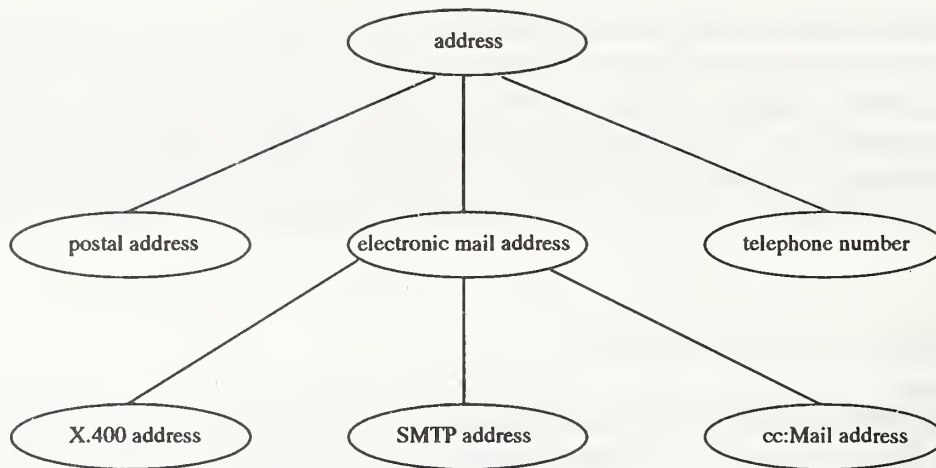 address
postal address
electronic mail address
telephone number
X.400 address
SMTP address
cc:Mail address